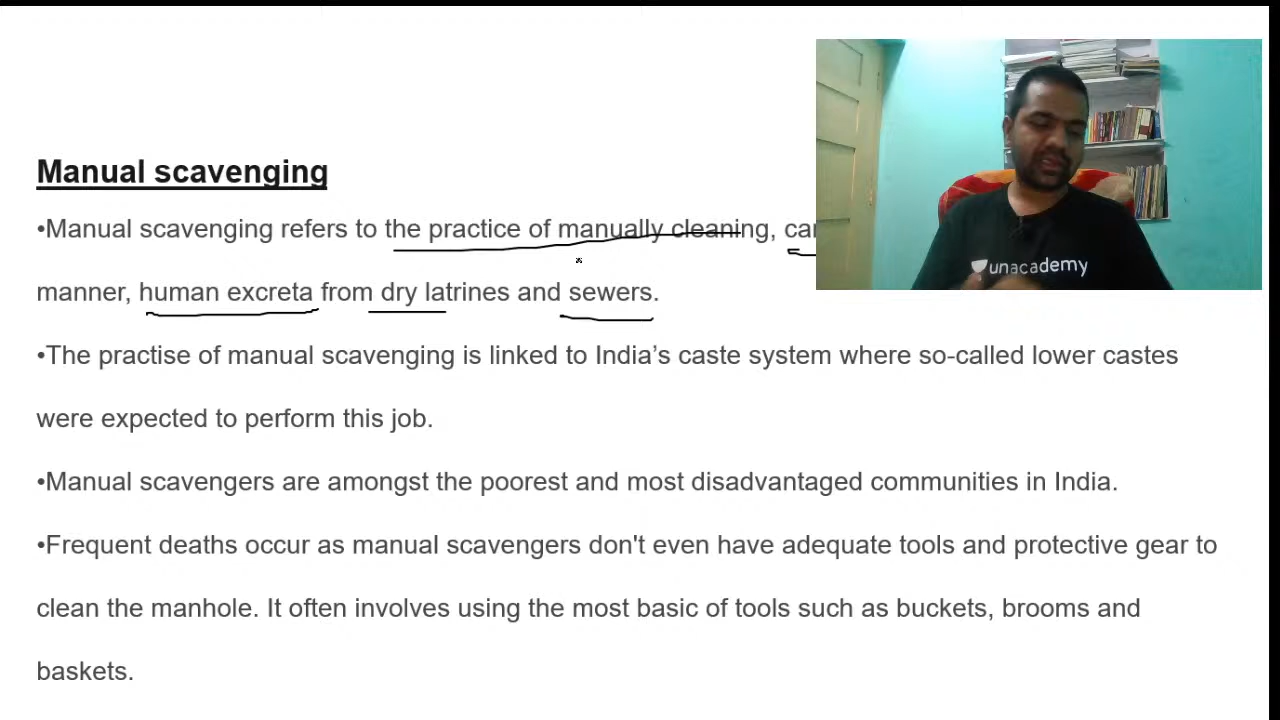 Manual scavenging
•Manual scavenging refers to the practice of manually cleaning,
manner, human excreta from dry latrines and sewers.
•The practise of manual scavenging is linked to India’s caste system where so-called lower castes
were expected to perform this job.
•Manual scavengers are amongst the poorest and most disadvantaged communities in India.
•Frequent deaths occur as manual scavengers don't even have adequate tools and protective gear to
clean the manhole. It often involves using the most basic of tools such as buckets, brooms and
baskets.
unacademy